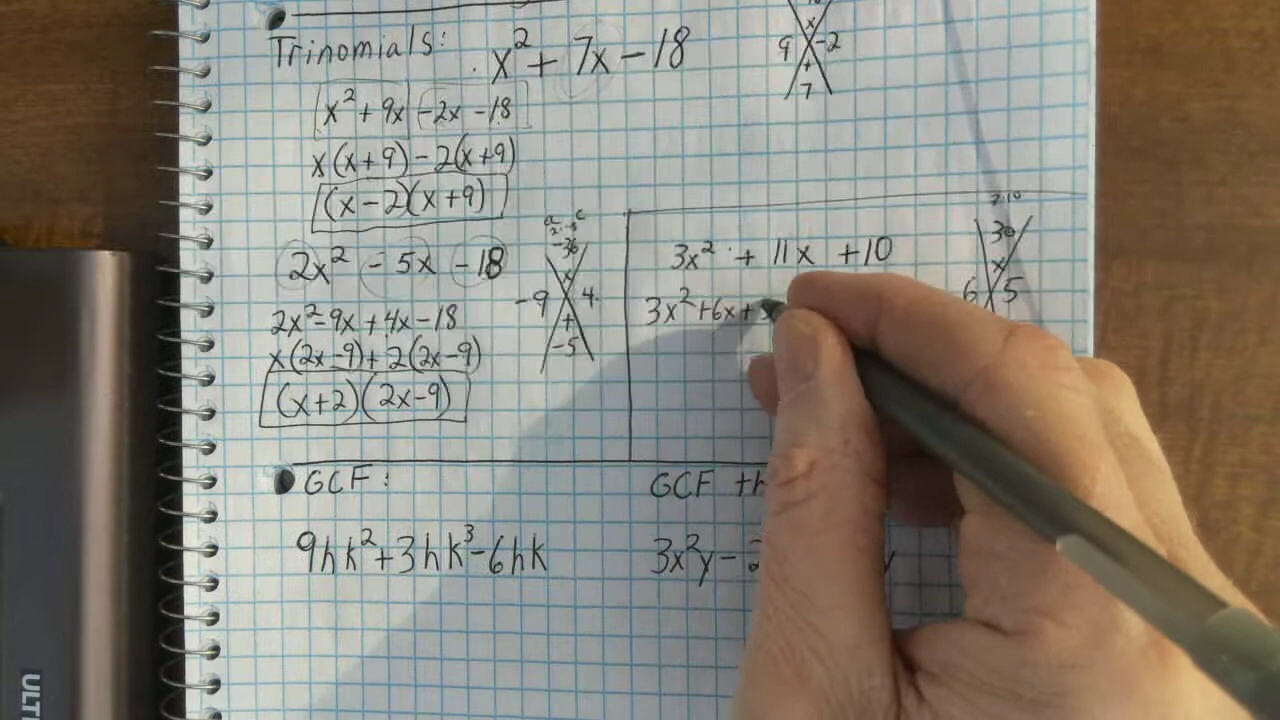 Trinomials: x² + 7x - 18
x
9 -2
+
7
x² + 9x - 2x - 18
x(x+9) - 2(x+9)
(x-2)(x+9)
2x² - 5x - 18
a c
-36
x
-9 4
+
-5
2x² - 9x + 4x - 18
x(2x-9) + 2(2x-9)
(x+2)(2x-9)
3x² + 11x + 10
30
x
6 5
3x² + 6x +
GCF:
9hk² + 3hk³ - 6hk
GCF
3x²y -
ULT